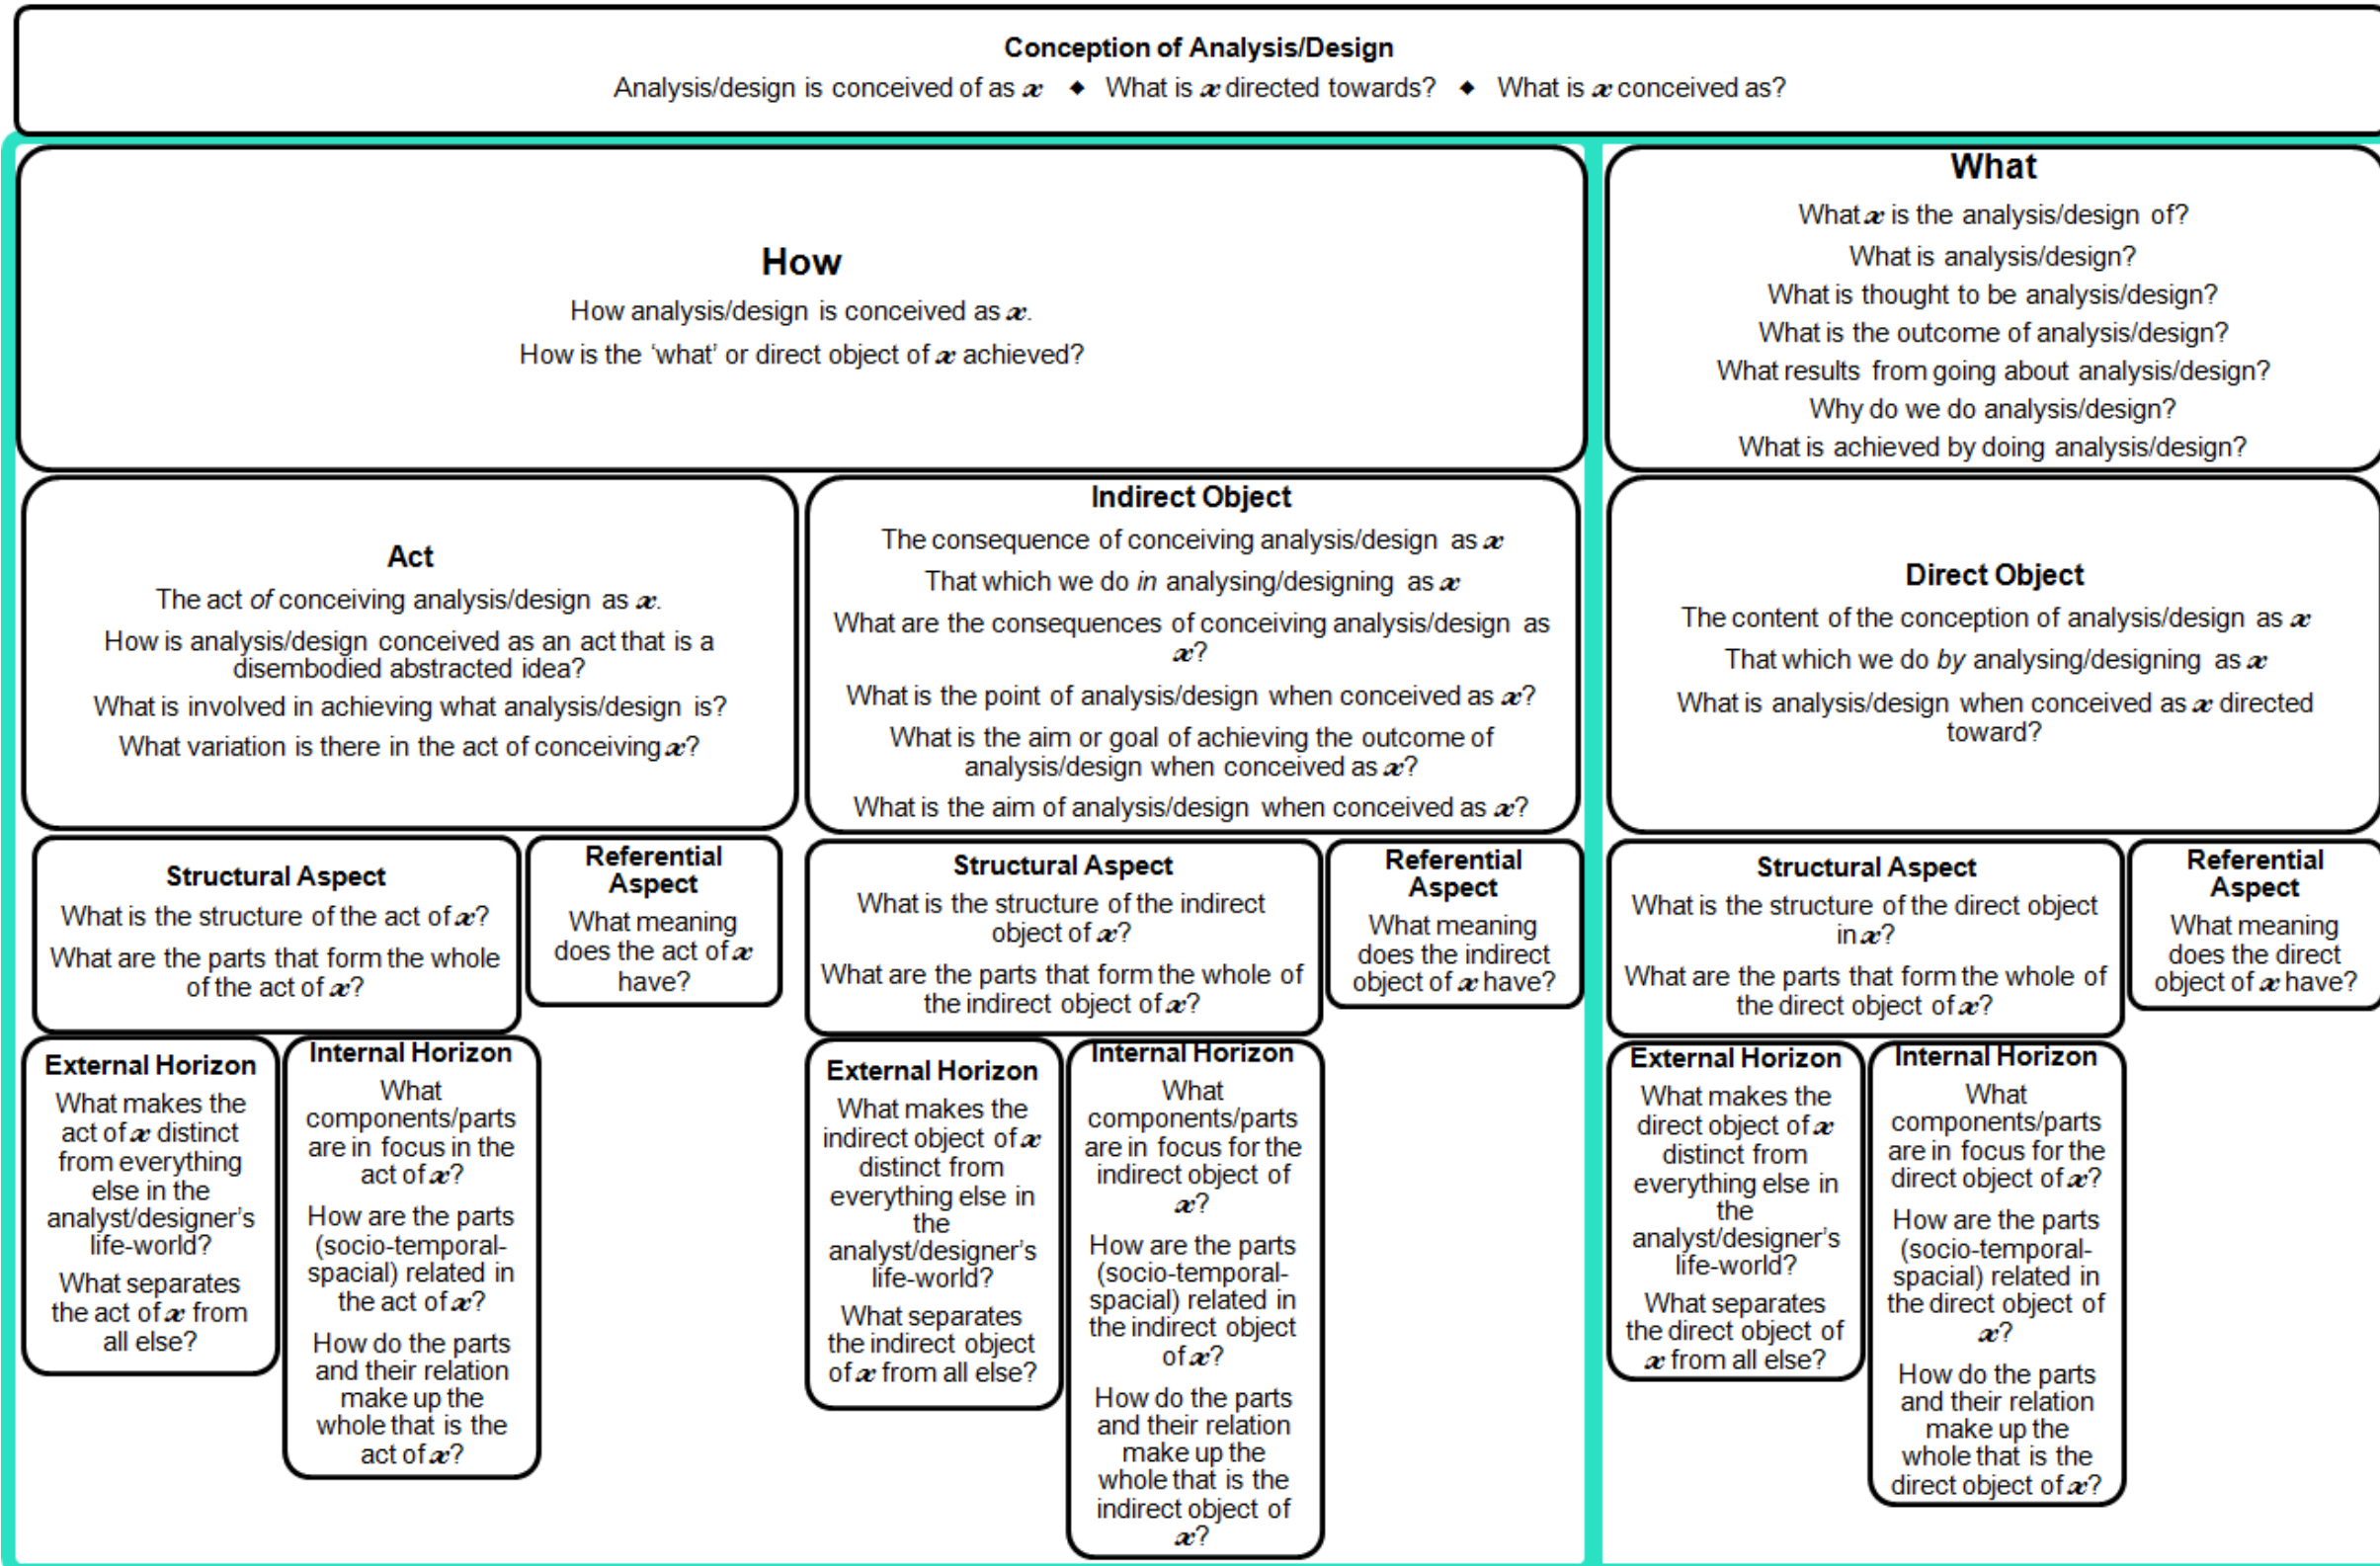 Conception of Analysis/Design
Analysis/design is conceived of as x ◆ What is x directed towards? ◆ What is x conceived as?
How
How analysis/design is conceived as x.
How is the ‘what’ or direct object of x achieved?
What
What x is the analysis/design of?
What is analysis/design?
What is thought to be analysis/design?
What is the outcome of analysis/design?
What results from going about analysis/design?
Why do we do analysis/design?
What is achieved by doing analysis/design?
Act
The act of conceiving analysis/design as x.
How is analysis/design conceived as an act that is a
disembodied abstracted idea?
What is involved in achieving what analysis/design is?
What variation is there in the act of conceiving x?
Indirect Object
The consequence of conceiving analysis/design as x
That which we do in analysing/designing as x
What are the consequences of conceiving analysis/design as
x?
What is the point of analysis/design when conceived as x?
What is the aim or goal of achieving the outcome of
analysis/design when conceived as x?
What is the aim of analysis/design when conceived as x?
Direct Object
The content of the conception of analysis/design as x
That which we do by analysing/designing as x
What is analysis/design when conceived as x directed
toward?
Structural Aspect
What is the structure of the act of x?
What are the parts that form the whole
of the act of x?
Referential
Aspect
What meaning
does the act of x
have?
Structural Aspect
What is the structure of the indirect
object of x?
What are the parts that form the whole of
the indirect object of x?
Referential
Aspect
What meaning
does the indirect
object of x have?
Structural Aspect
What is the structure of the direct object
in x?
What are the parts that form the whole of
the direct object of x?
Referential
Aspect
What meaning
does the direct
object of x have?
External Horizon
What makes the
act of x distinct
from everything
else in the
analyst/designer’s
life-world?
What separates
the act of x from
all else?
Internal Horizon
What
components/parts
are in focus in the
act of x?
How are the parts
(socio-temporal-
spacial) related in
the act of x?
How do the parts
and their relation
make up the
whole that is the
act of x?
External Horizon
What makes the
indirect object of x
distinct from
everything else in
the
analyst/designer’s
life-world?
What separates
the indirect object
of x from all else?
Internal Horizon
What
components/parts
are in focus for the
indirect object of
x?
How are the parts
(socio-temporal-
spacial) related in
the indirect object
of x?
How do the parts
and their relation
make up the
whole that is the
indirect object of
x?
External Horizon
What makes the
direct object of x
distinct from
everything else in
the
analyst/designer’s
life-world?
What separates
the direct object of
x from all else?
Internal Horizon
What
components/parts
are in focus for the
direct object of x?
How are the parts
(socio-temporal-
spacial) related in
the direct object of
x?
How do the parts
and their relation
make up the
whole that is the
direct object of x?